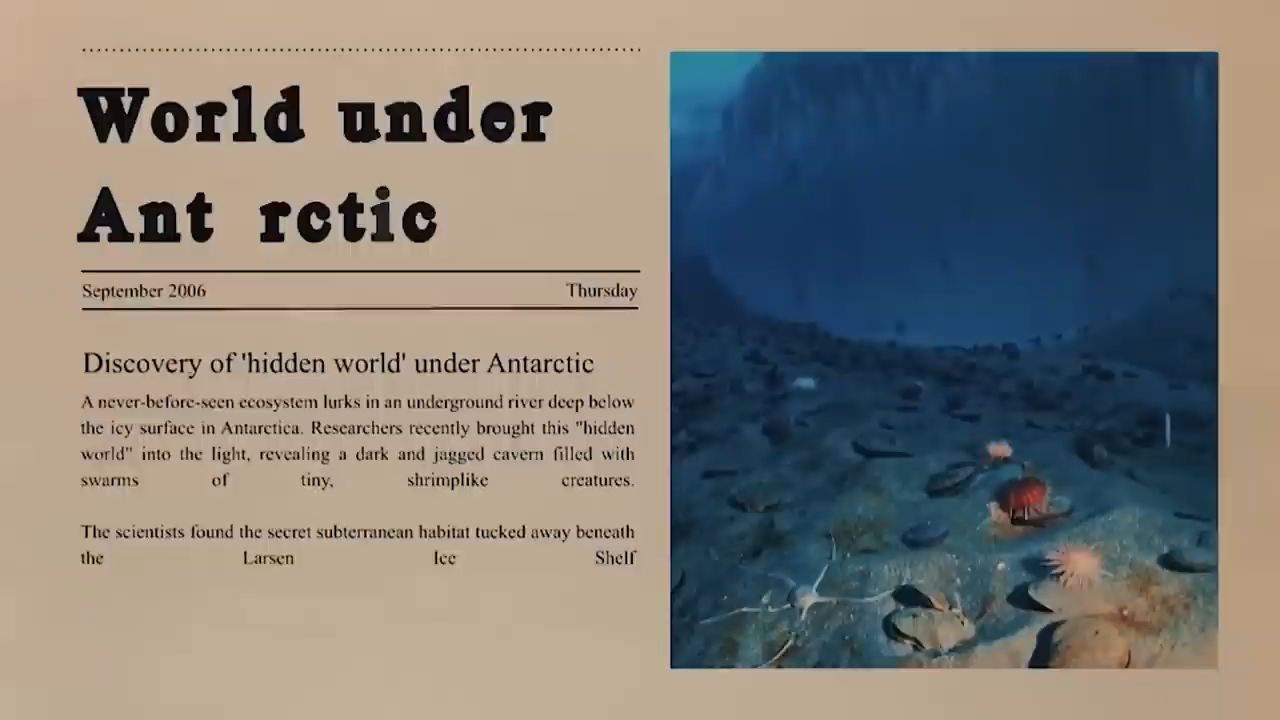 World under
Ant rctic
September 2006 Thursday
Discovery of 'hidden world' under Antarctic
A never-before-seen ecosystem lurks in an underground river deep below
the icy surface in Antarctica. Researchers recently brought this "hidden
world" into the light, revealing a dark and jagged cavern filled with
swarms of tiny, shrimplike creatures.
The scientists found the secret subterranean habitat tucked away beneath
the Larsen Ice Shelf